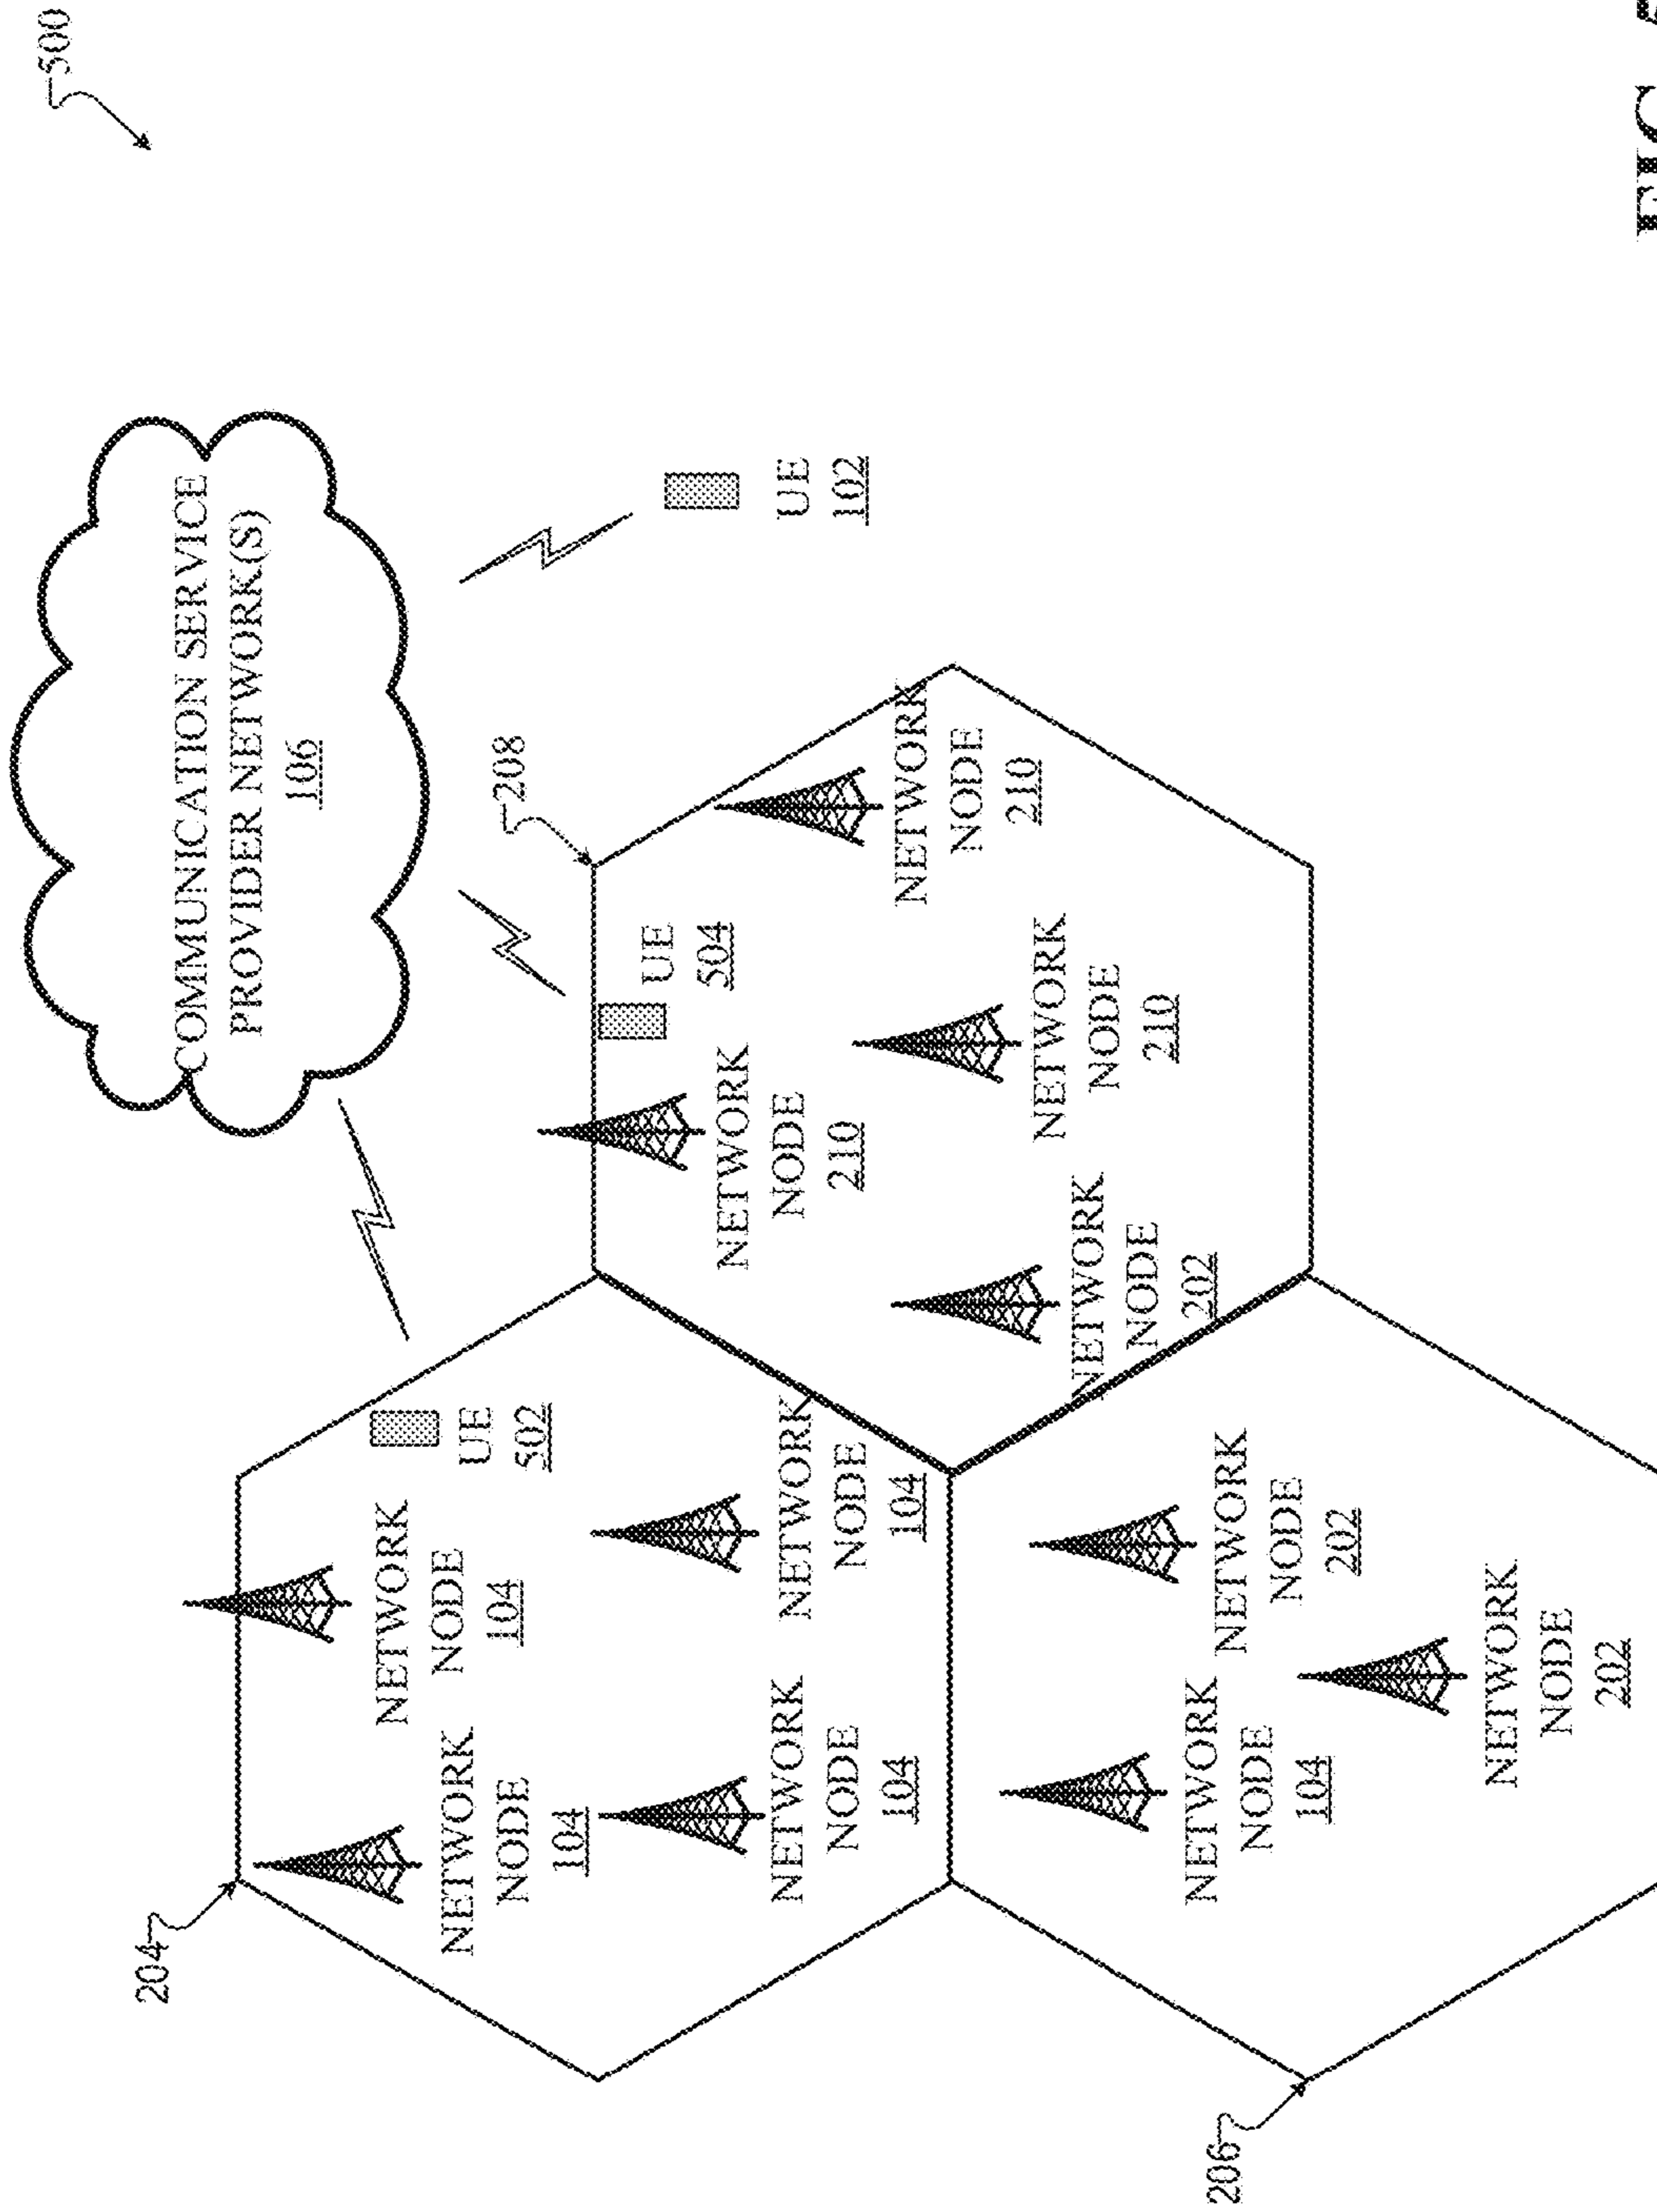 500
COMMUNICATION SERVICE
PROVIDER NETWORK(S)
106
204
NETWORK
NODE
104
NETWORK
NODE
104
UE
502
NETWORK
NODE
104
NETWORK
NODE
104
208
UE
504
UE
102
NETWORK
NODE
210
NETWORK
NODE
210
NETWORK
NODE
210
NETWORK
NODE
202
206
NETWORK
NODE
104
NETWORK
NODE
202
NETWORK
NODE
202